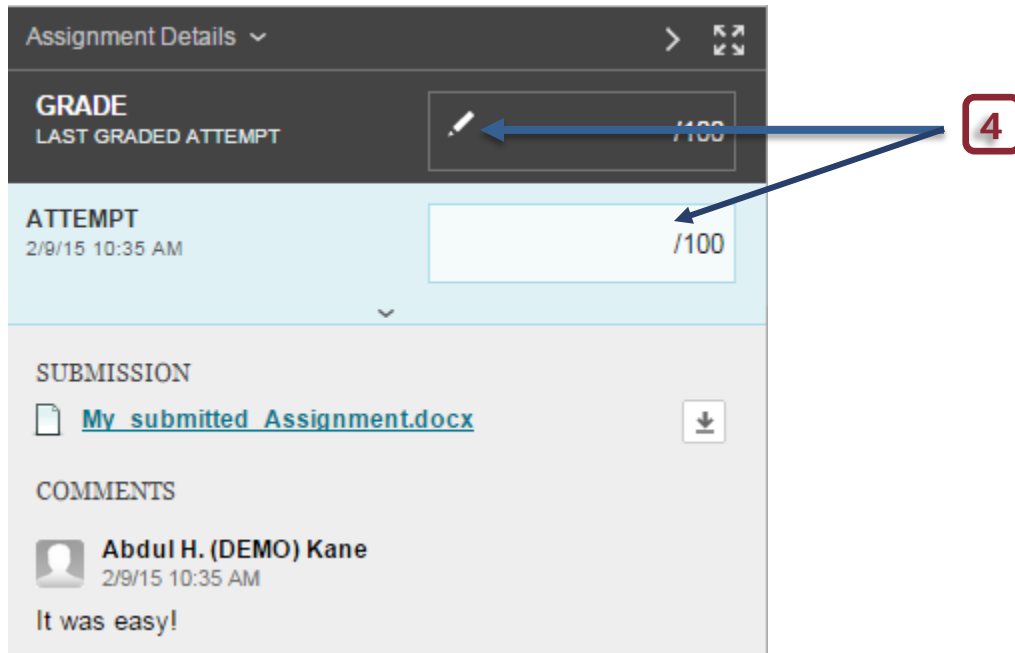 Assignment Details
GRADE
LAST GRADED ATTEMPT
/100
4
ATTEMPT
2/9/15 10:35 AM
/100
SUBMISSION
My_submitted_Assignment.docx
COMMENTS
Abdul H. (DEMO) Kane
2/9/15 10:35 AM
It was easy!